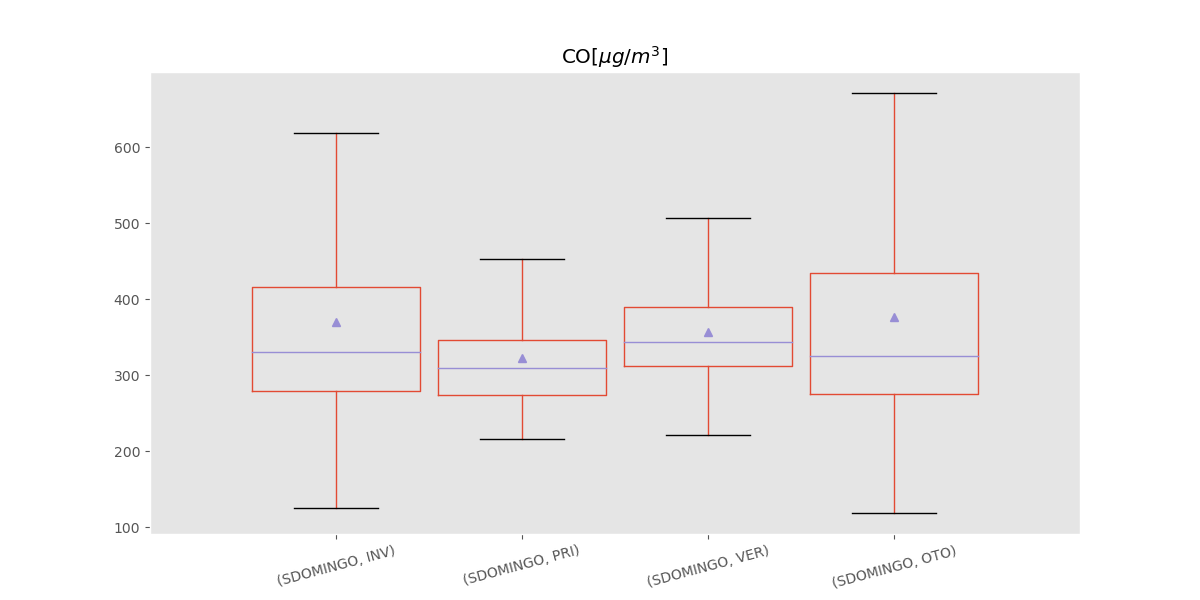 CO[μg/m³]
600
500
400
300
200
100
(SDOMINGO, INV)
(SDOMINGO, PRI)
(SDOMINGO, VER)
(SDOMINGO, OTO)